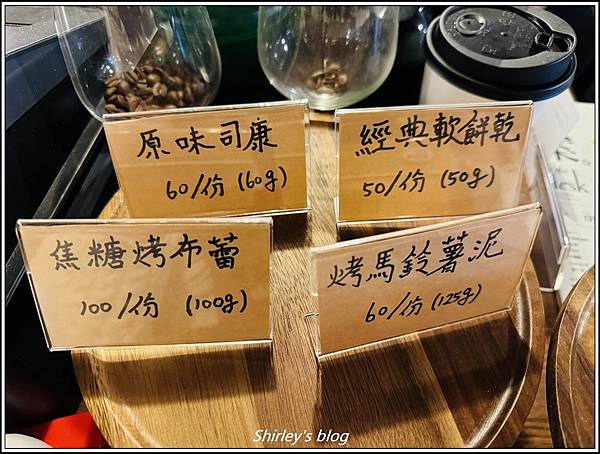 原味司康
60/份 (60g)
經典軟餅乾
50/份 (50g)
焦糖烤布蕾
100/份 (100g)
烤馬鈴薯泥
60/份 (125g)
Shirley's blog